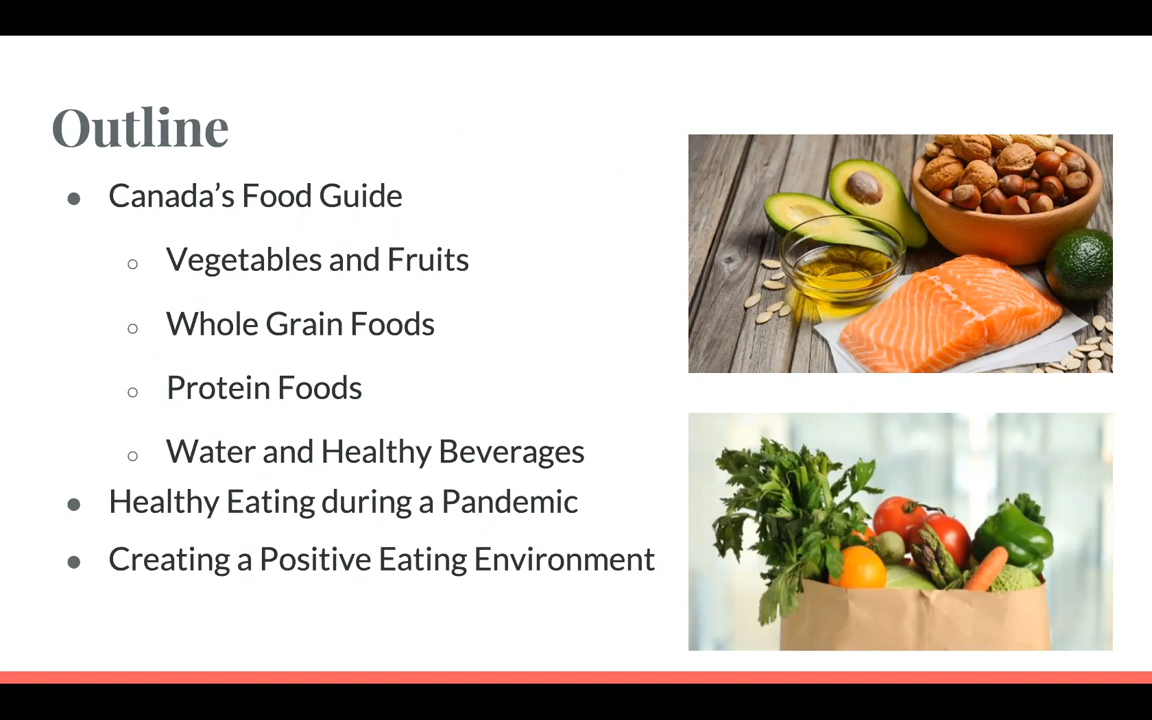 Outline
● Canada’s Food Guide
○ Vegetables and Fruits
○ Whole Grain Foods
○ Protein Foods
○ Water and Healthy Beverages
● Healthy Eating during a Pandemic
● Creating a Positive Eating Environment